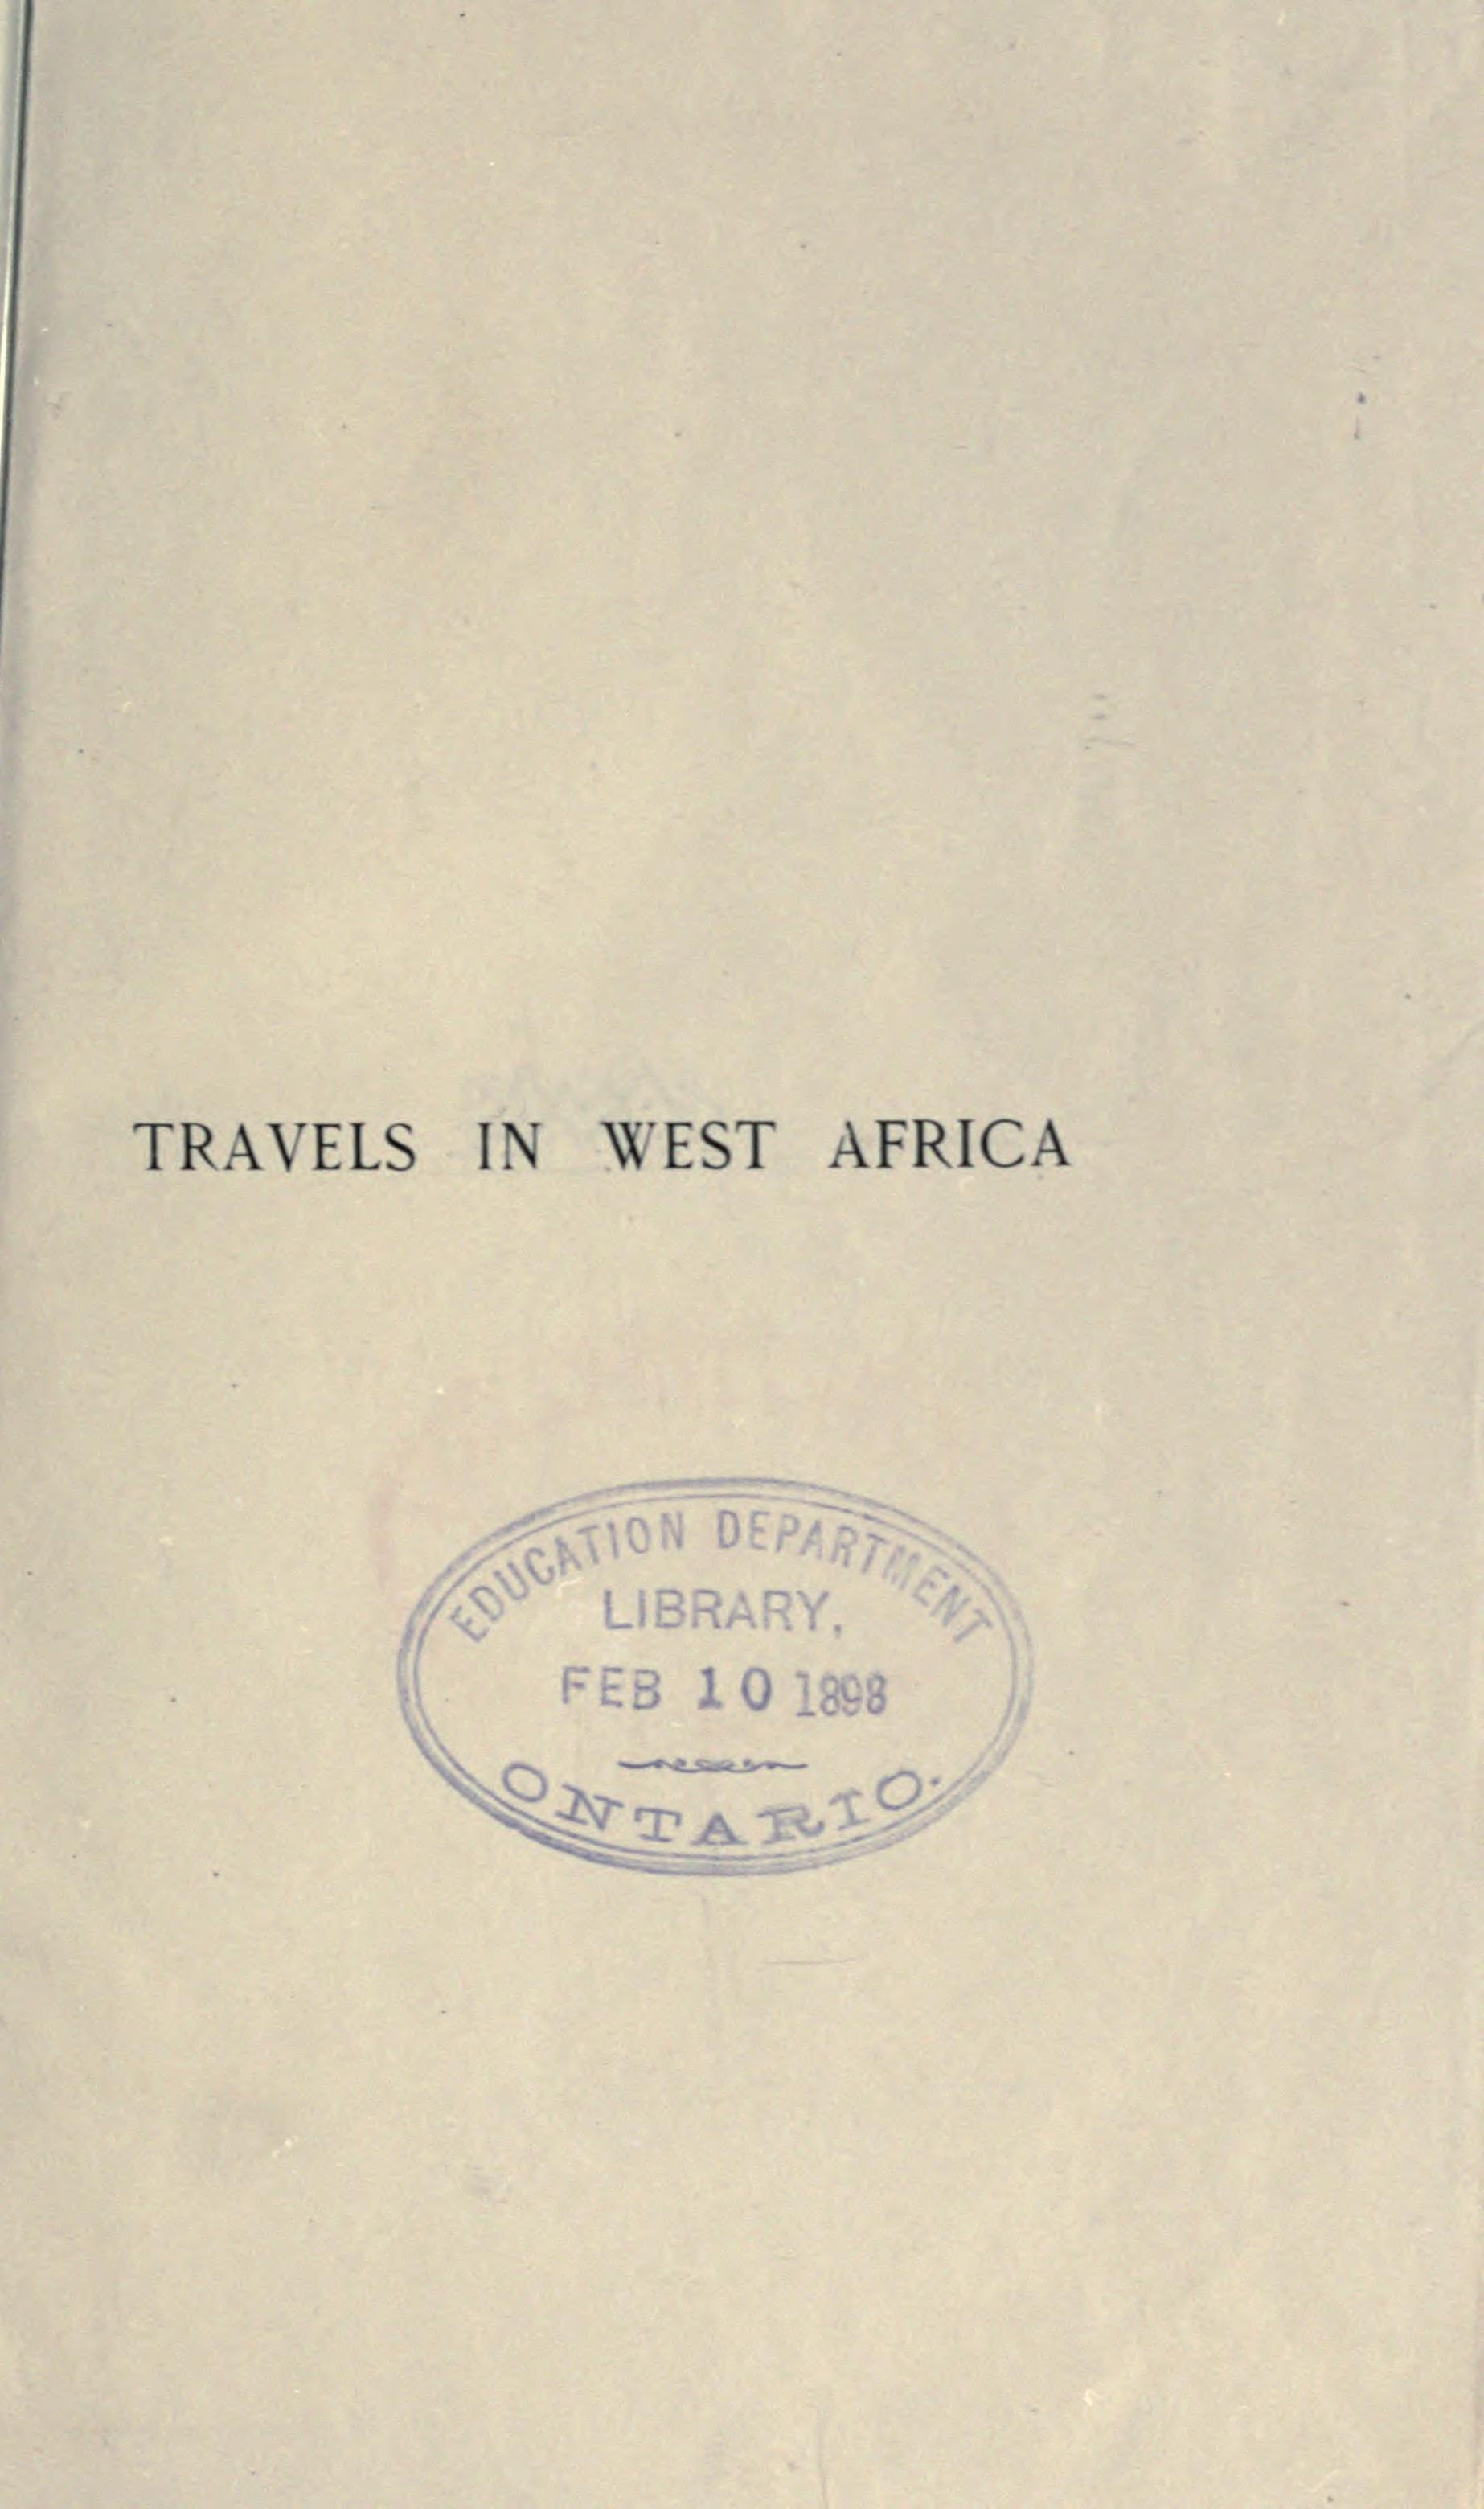 TRAVELS IN WEST AFRICA
EDUCATION DEPARTMENT
LIBRARY,
FEB 10 1898
ONTARIO.